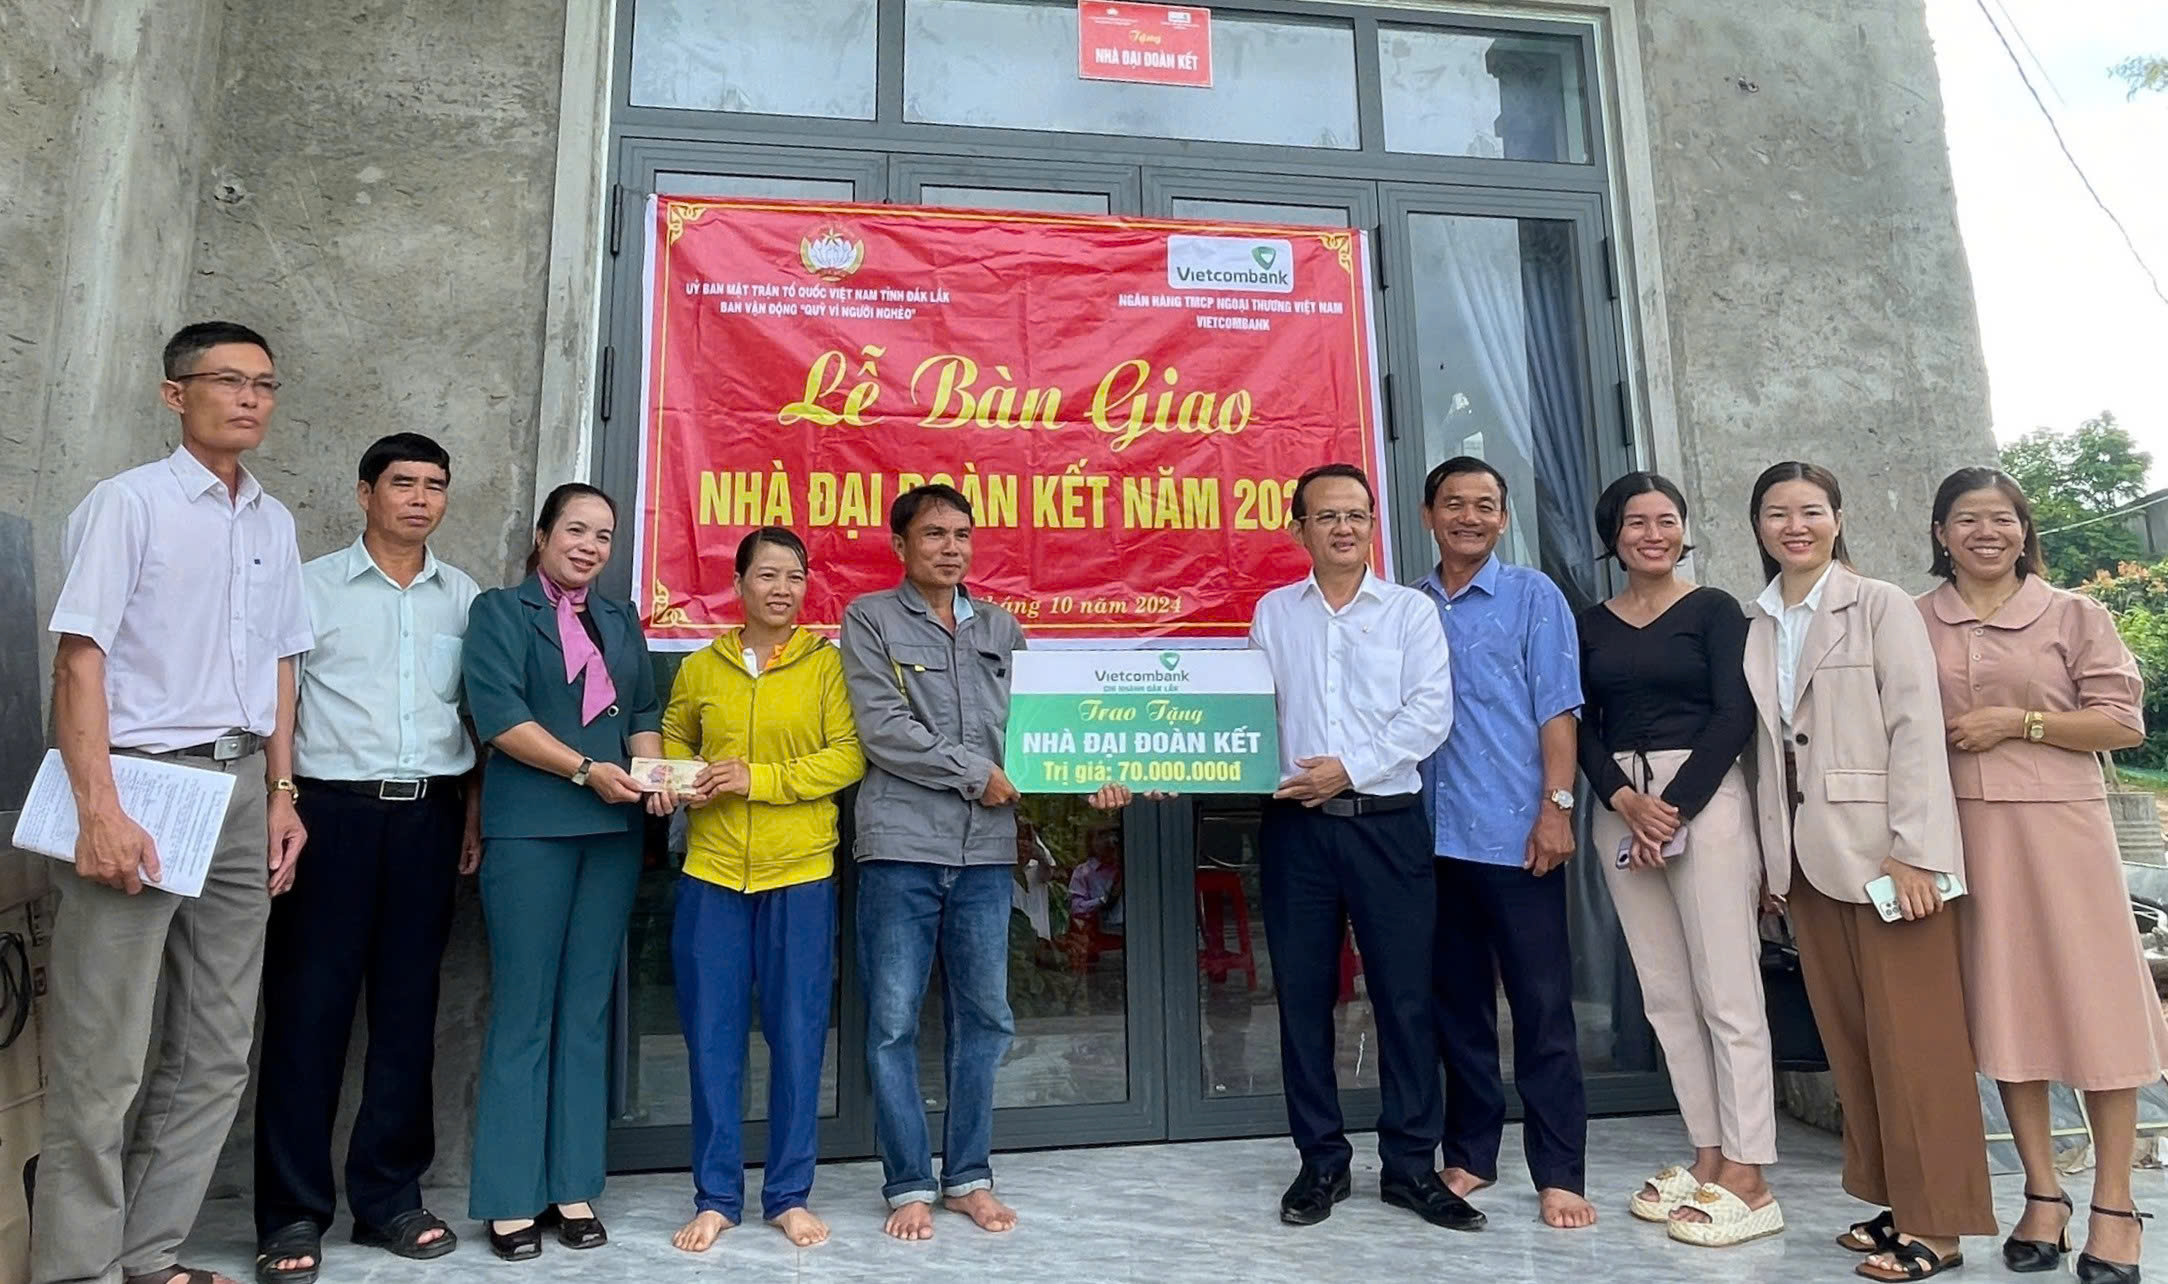 Tặng
NHÀ ĐẠI ĐOÀN KẾT
UỶ BAN MẶT TRẬN TỔ QUỐC VIỆT NAM TỈNH ĐẮK LẮK
BAN VẬN ĐỘNG "QUỸ VÌ NGƯỜI NGHÈO"
Vietcombank
NGÂN HÀNG TMCP NGOẠI THƯƠNG VIỆT NAM
VIETCOMBANK
Lễ Bàn Giao
NHÀ ĐẠI ĐOÀN KẾT NĂM 202
tháng 10 năm 2024
Vietcombank
CHI NHÁNH ĐẮK LẮK
Trao Tặng
NHÀ ĐẠI ĐOÀN KẾT
Trị giá: 70.000.000đ